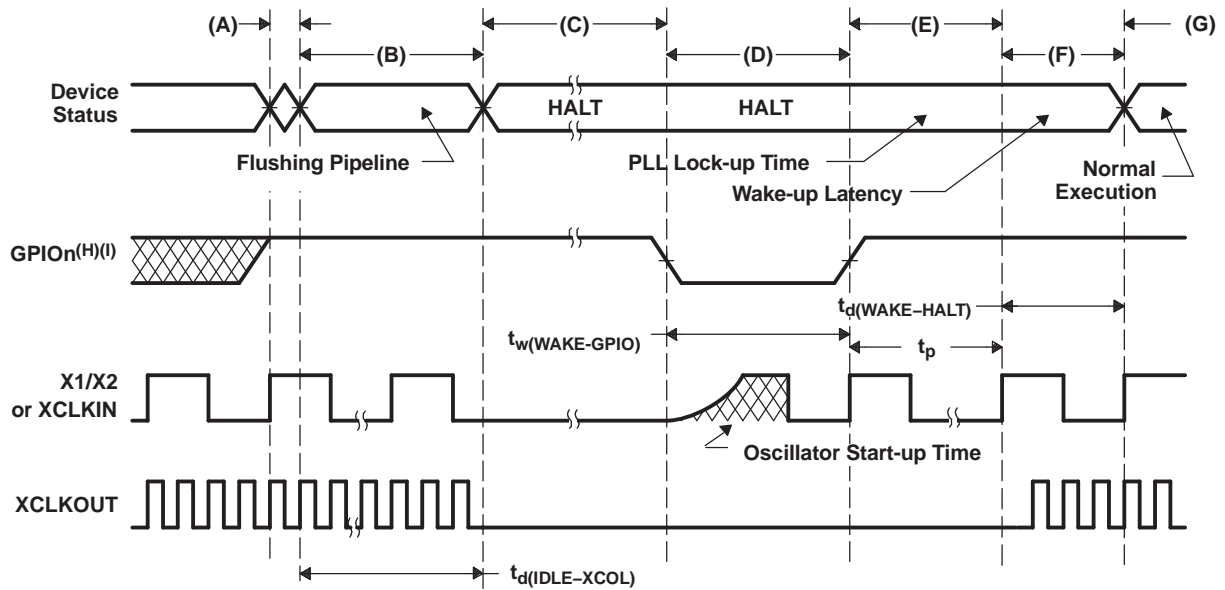 (A)
(B)
(C)
(D)
(E)
(F)
(G)
Device
Status
HALT
HALT
Flushing Pipeline
PLL Lock-up Time
Wake-up Latency
Normal
Execution
GPIOn(H)(I)
td(WAKE−HALT)
tw(WAKE-GPIO)
tp
X1/X2
or XCLKIN
Oscillator Start-up Time
XCLKOUT
td(IDLE−XCOL)